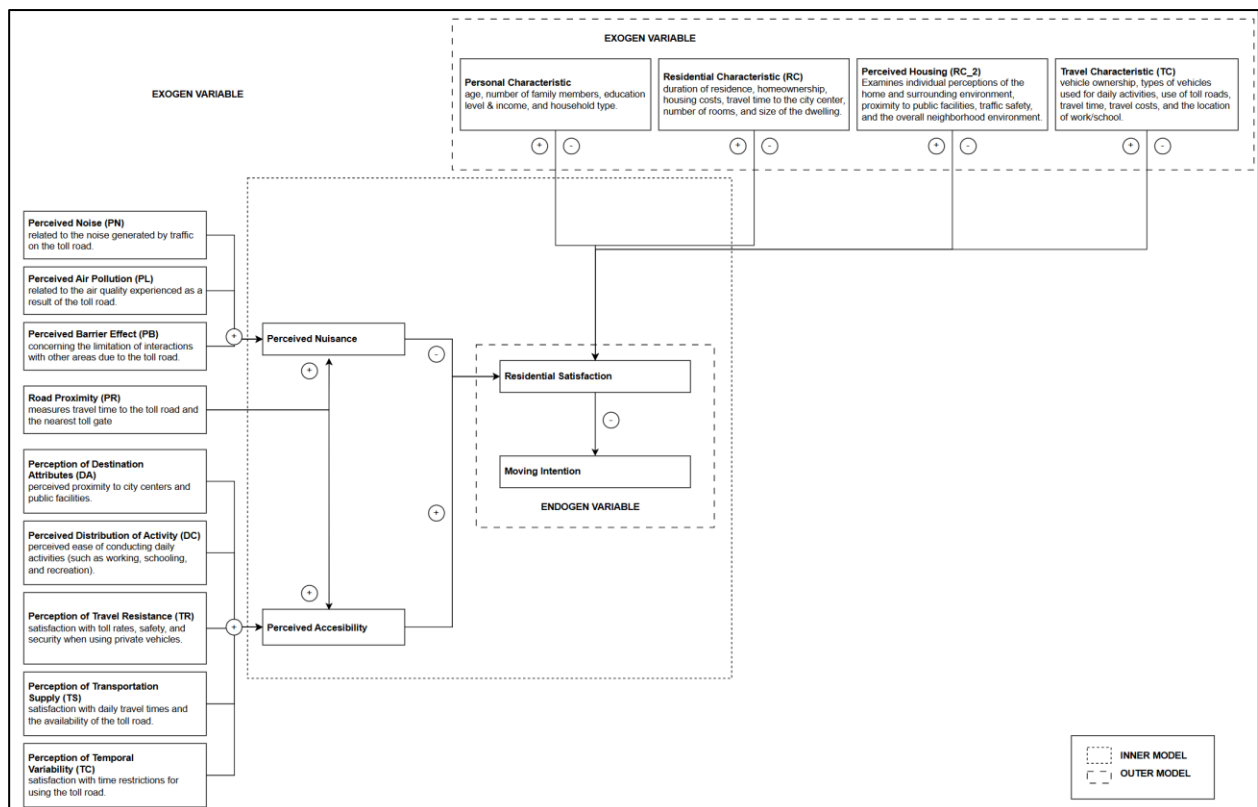 EXOGEN VARIABLE
Personal Characteristic
age, number of family members, education
level & income, and household type.
Residential Characteristic (RC)
duration of residence, homeownership,
housing costs, travel time to the city center,
number of rooms, and size of the dwelling.
Perceived Housing (RC_2)
Examines individual perceptions of the
home and surrounding environment,
proximity to public facilities, traffic safety,
and the overall neighborhood environment.
Travel Characteristic (TC)
vehicle ownership, types of vehicles
used for daily activities, use of toll roads,
travel time, travel costs, and the location
of work/school.
+ - + - + - + -
EXOGEN VARIABLE
Perceived Noise (PN)
related to the noise generated by traffic
on the toll road.
Perceived Air Pollution (PL)
related to the air quality experienced as a
result of the toll road.
Perceived Barrier Effect (PB)
concerning the limitation of interactions
with other areas due to the toll road.
+
Road Proximity (PR)
measures travel time to the toll road and
the nearest toll gate
Perception of Destination
Attributes (DA)
perceived proximity to city centers and
public facilities.
Perceived Distribution of Activity (DC)
perceived ease of conducting daily
activities (such as working, schooling,
and recreation).
Perception of Travel Resistance (TR)
satisfaction with toll rates, safety, and
security when using private vehicles.
+
Perception of Transportation
Supply (TS)
satisfaction with daily travel times and
the availability of the toll road.
Perception of Temporal
Variability (TC)
satisfaction with time restrictions for
using the toll road.
Perceived Nuisance
+
-
+
+
Perceived Accesibility
Residential Satisfaction
-
Moving Intention
ENDOGEN VARIABLE
INNER MODEL
OUTER MODEL